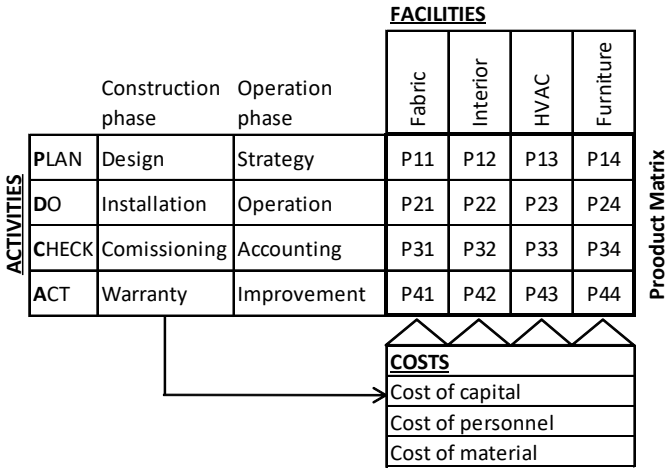 FACILITIES
Construction phase
Operation phase
Fabric
Interior
HVAC
Furniture
ACTIVITIES
PLAN Design Strategy P11 P12 P13 P14
DO Installation Operation P21 P22 P23 P24
CHECK Comissioning Accounting P31 P32 P33 P34
ACT Warranty Improvement P41 P42 P43 P44
Prooduct Matrix
COSTS
Cost of capital
Cost of personnel
Cost of material